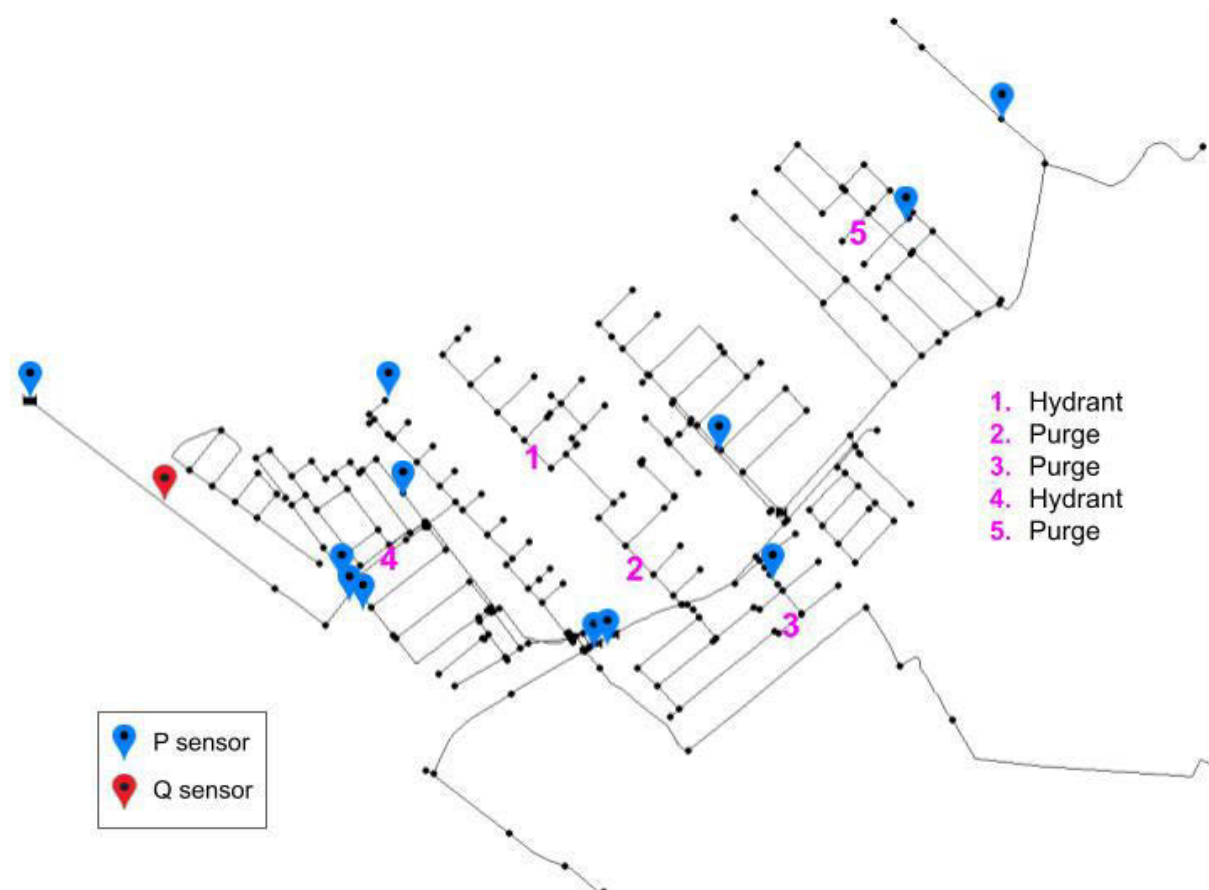 5
1
4
2
3
1. Hydrant
2. Purge
3. Purge
4. Hydrant
5. Purge
P sensor
Q sensor